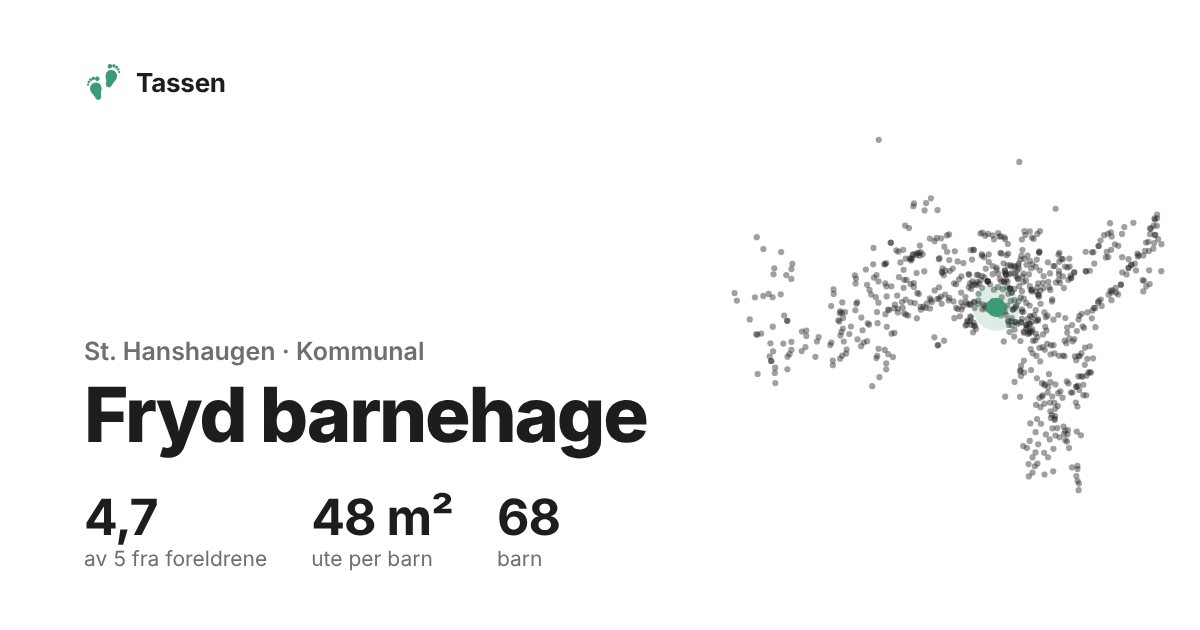 Tassen
St. Hanshaugen · Kommunal
Fryd barnehage
4,7 48 m² 68
av 5 fra foreldrene ute per barn barn